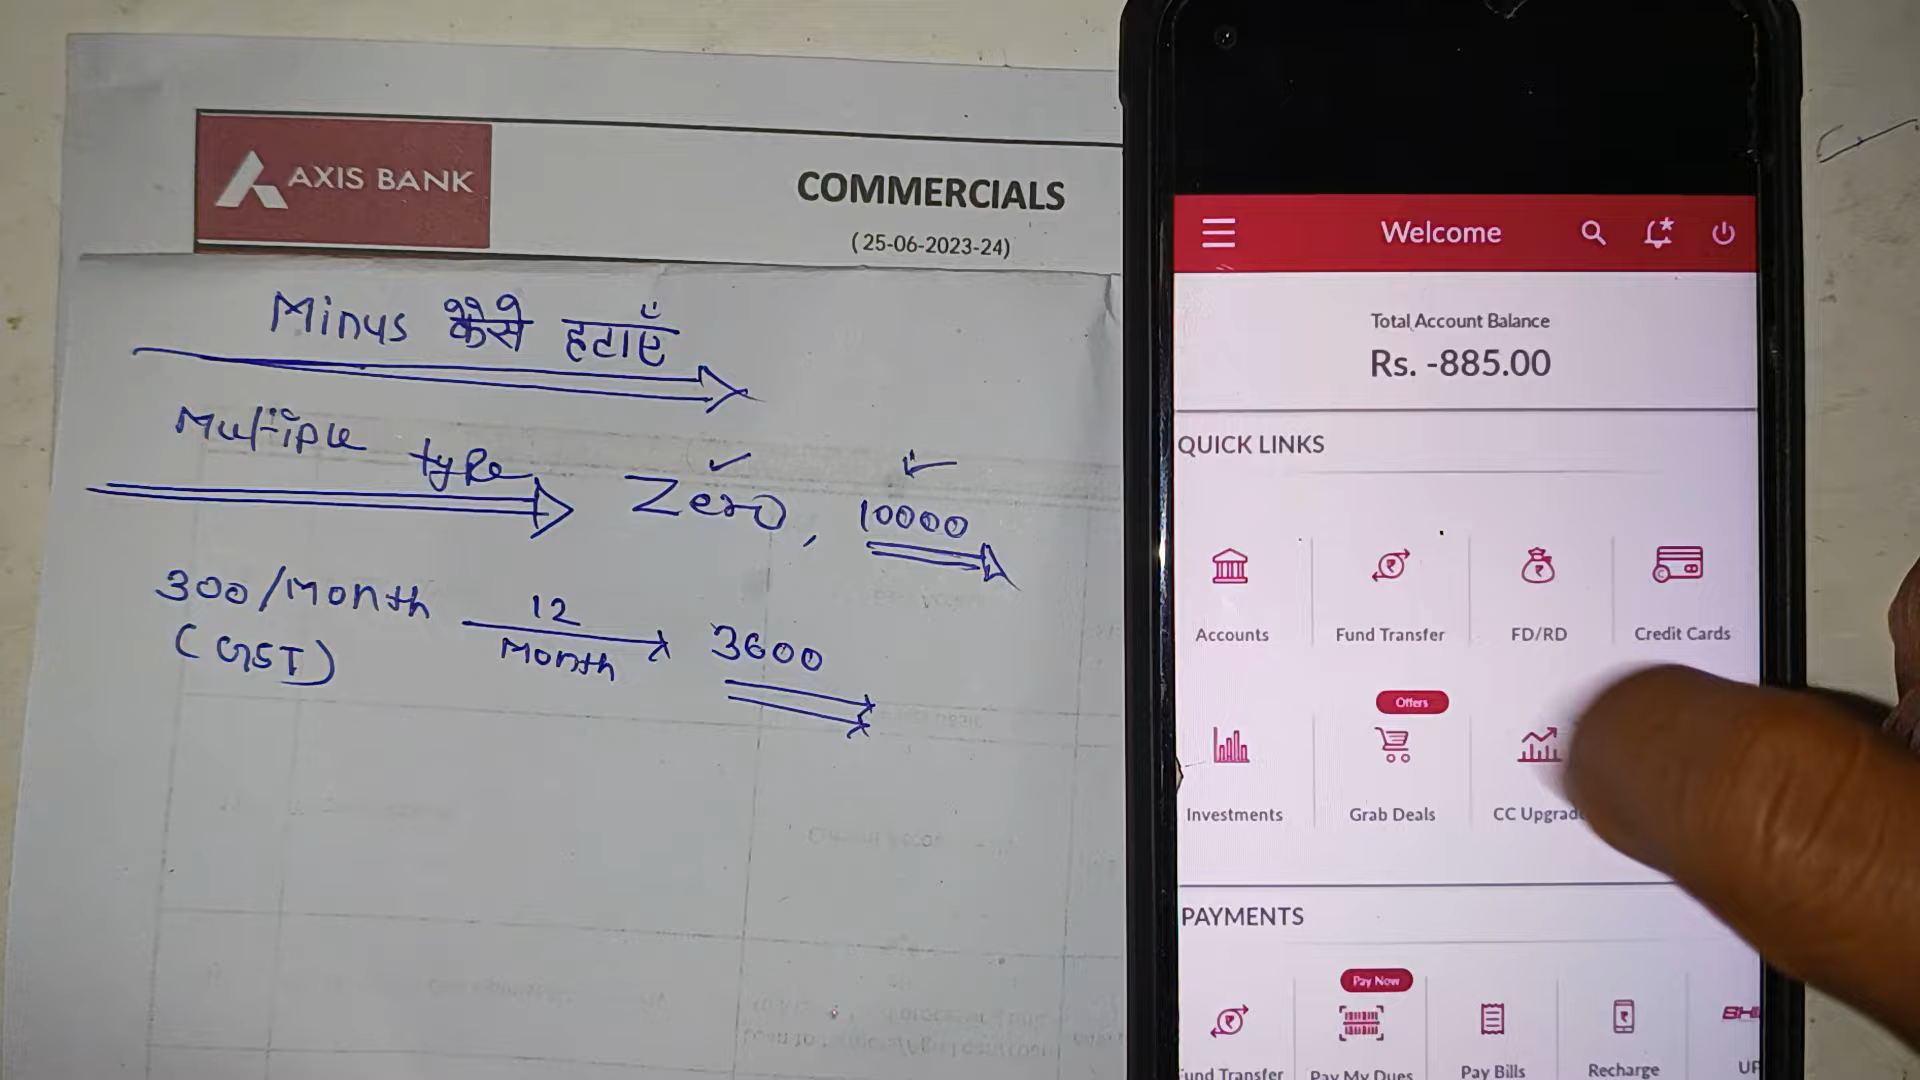 AXIS BANK
COMMERCIALS
(25-06-2023-24)
Minus कैसे हटाएँ
Multiple type Zero, 10000
300/Month 12 Month 3600
(GST)
Welcome
Total Account Balance
Rs. -885.00
QUICK LINKS
Accounts Fund Transfer FD/RD Credit Cards
Offers
Investments Grab Deals CC Upgrade
PAYMENTS
Pay Now
Fund Transfer Pay My Dues Pay Bills Recharge